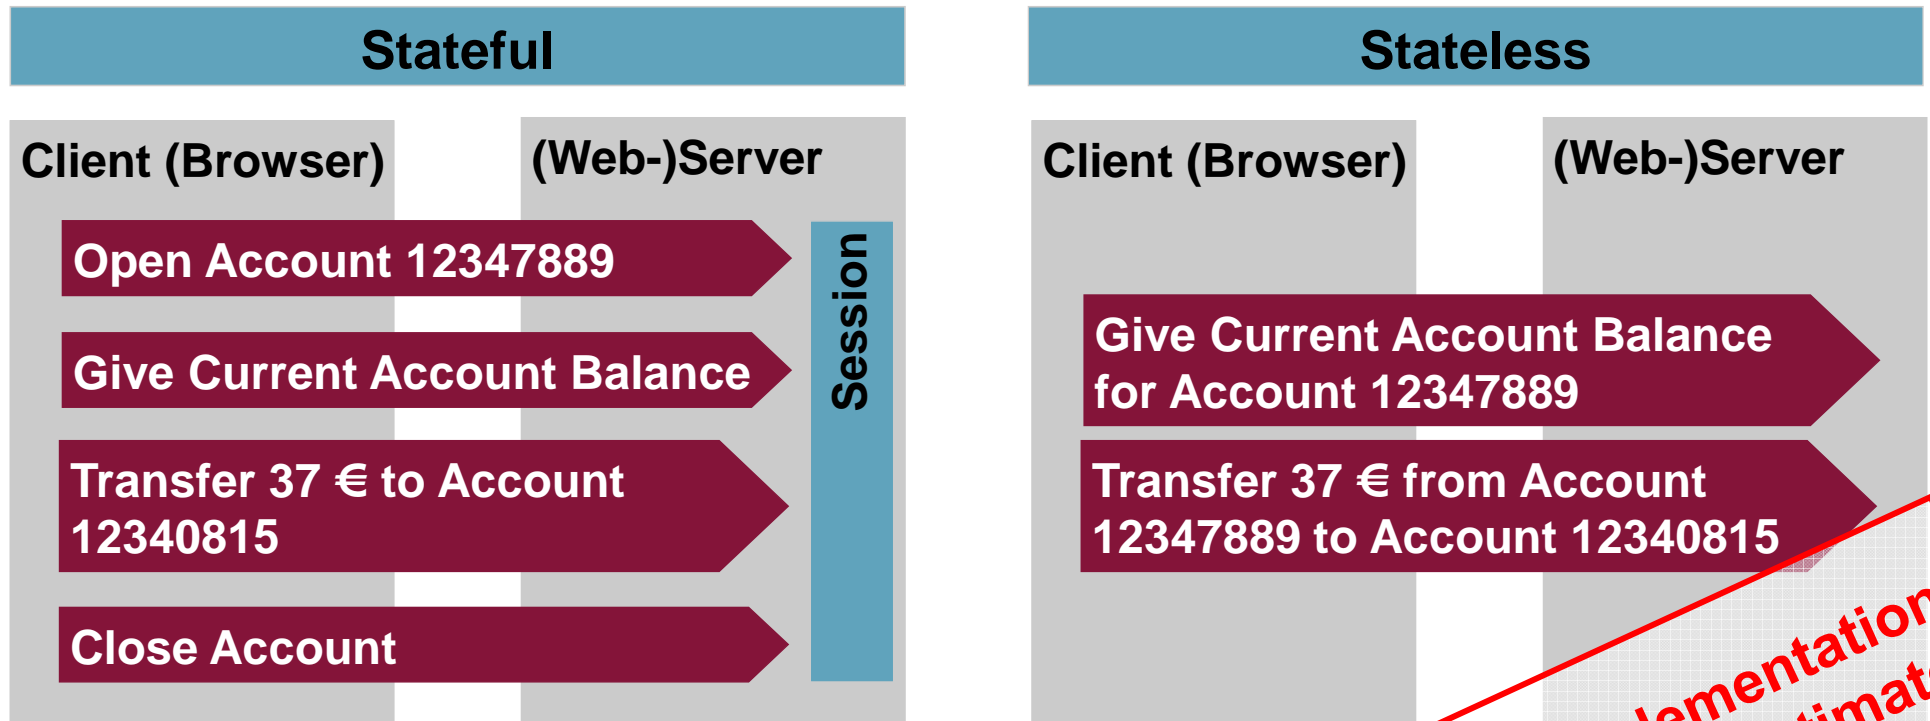 Stateful
Client (Browser)
(Web-)Server
Open Account 12347889
Give Current Account Balance
Transfer 37 € to Account
12340815
Close Account
Session
Stateless
Client (Browser)
(Web-)Server
Give Current Account Balance
for Account 12347889
Transfer 37 € from Account
12347889 to Account 12340815